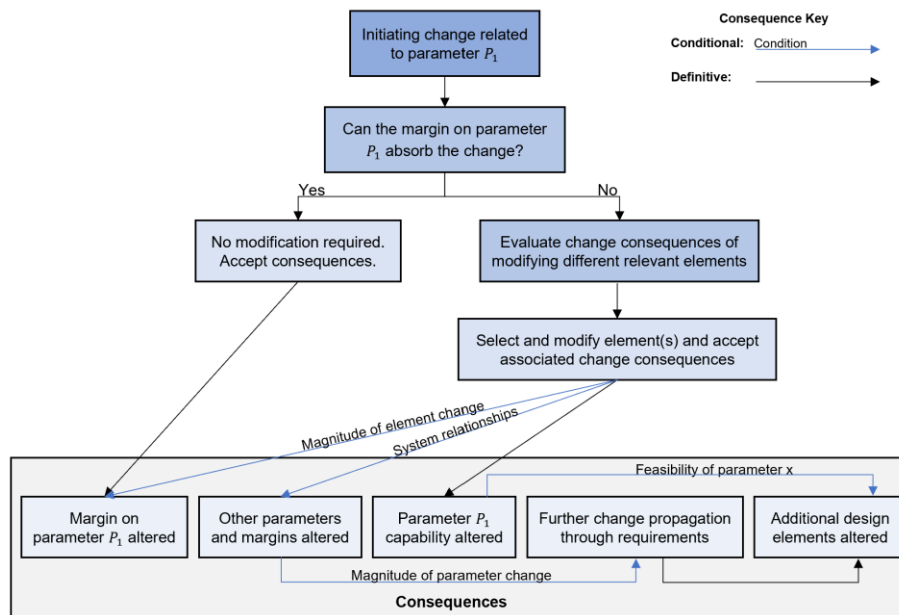 Initiating change related
to parameter P₁
Consequence Key
Conditional: Condition
Definitive:
Can the margin on parameter
P₁ absorb the change?
Yes
No
No modification required.
Accept consequences.
Evaluate change consequences of
modifying different relevant elements
Select and modify element(s) and accept
associated change consequences
Magnitude of element change
System relationships
Feasibility of parameter x
Margin on
parameter P₁ altered
Other parameters
and margins altered
Parameter P₁
capability altered
Further change propagation
through requirements
Additional design
elements altered
Magnitude of parameter change
Consequences